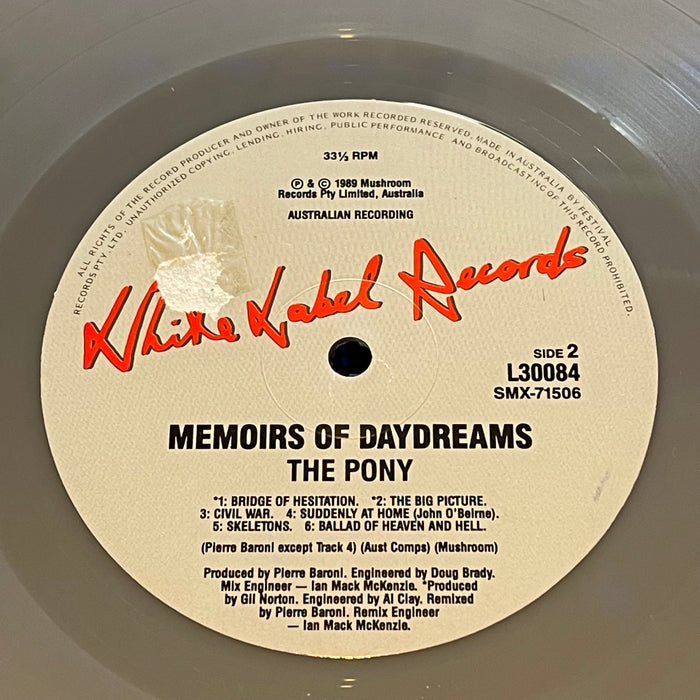 ALL RIGHTS OF THE RECORD PRODUCER AND OWNER OF THE WORK RECORDED RESERVED. MADE IN AUSTRALIA BY FESTIVAL
RECORDS PTY. LTD. UNAUTHORIZED COPYING, LENDING, HIRING, PUBLIC PERFORMANCE AND BROADCASTING OF THIS RECORD PROHIBITED.
33⅓ RPM
Ⓟ & © 1989 Mushroom
Records Pty Limited, Australia
AUSTRALIAN RECORDING
White Label Records
SIDE 2
L30084
SMX-71506
MEMOIRS OF DAYDREAMS
THE PONY
*1: BRIDGE OF HESITATION. *2: THE BIG PICTURE.
3: CIVIL WAR. 4: SUDDENLY AT HOME (John O'Beirne).
5: SKELETONS. 6: BALLAD OF HEAVEN AND HELL.
(Pierre Baroni except Track 4) (Aust Comps) (Mushroom)
Produced by Pierre Baroni. Engineered by Doug Brady.
Mix Engineer — Ian Mack McKenzie. *Produced
by Gil Norton. Engineered by Al Clay. Remixed
by Pierre Baroni. Remix Engineer
— Ian Mack McKenzie.